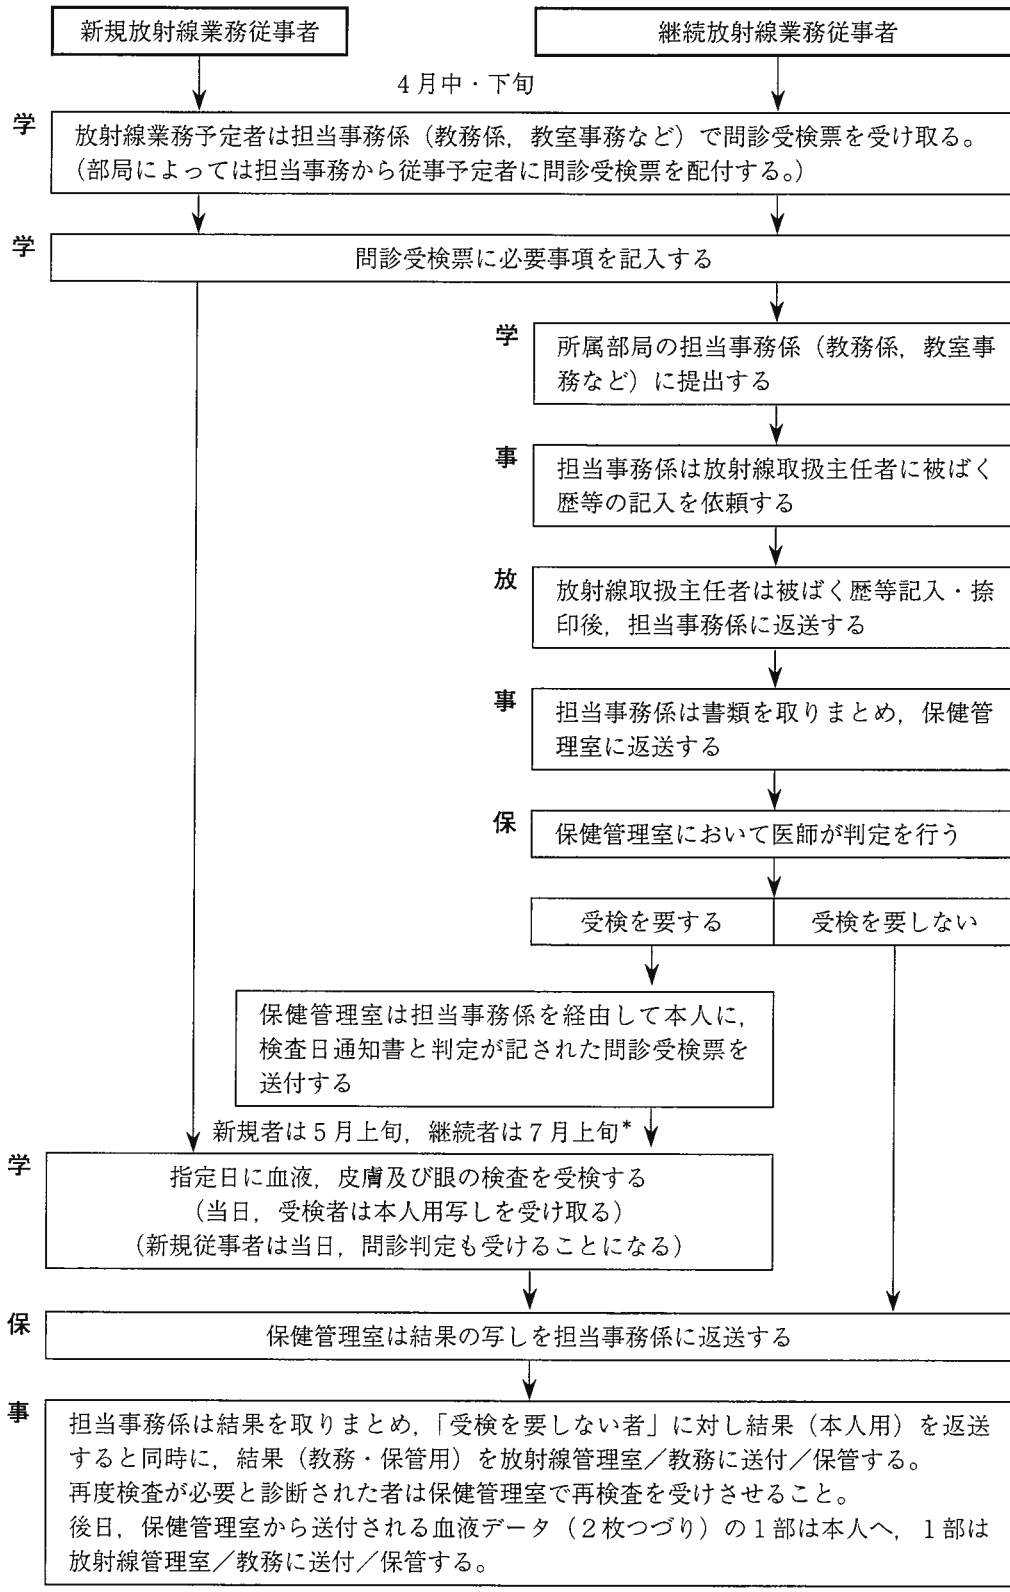 新規放射線業務従事者
継続放射線業務従事者
4月中・下旬
学
放射線業務予定者は担当事務係（教務係，教室事務など）で問診受検票を受け取る。
（部局によっては担当事務から従事予定者に問診受検票を配付する。）
学
問診受検票に必要事項を記入する
学
所属部局の担当事務係（教務係，教室事
務など）に提出する
事
担当事務係は放射線取扱主任者に被ばく
歴等の記入を依頼する
放
放射線取扱主任者は被ばく歴等記入・捺
印後，担当事務係に返送する
事
担当事務係は書類を取りまとめ，保健管
理室に返送する
保
保健管理室において医師が判定を行う
受検を要する
受検を要しない
保健管理室は担当事務係を経由して本人に，
検査日通知書と判定が記された問診受検票を
送付する
新規者は5月上旬，継続者は7月上旬*
学
指定日に血液，皮膚及び眼の検査を受検する
（当日，受検者は本人用写しを受け取る）
（新規従事者は当日，問診判定も受けることになる）
保
保健管理室は結果の写しを担当事務係に返送する
事
担当事務係は結果を取りまとめ，「受検を要しない者」に対し結果（本人用）を返送
すると同時に，結果（教務・保管用）を放射線管理室／教務に送付／保管する。
再度検査が必要と診断された者は保健管理室で再検査を受けさせること。
後日，保健管理室から送付される血液データ（2枚つづり）の1部は本人へ，1部は
放射線管理室／教務に送付／保管する。